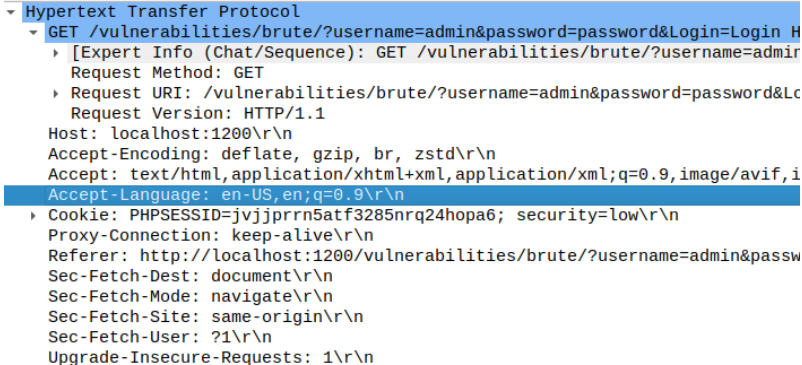 Hypertext Transfer Protocol
GET /vulnerabilities/brute/?username=admin&password=password&Login=Login H
[Expert Info (Chat/Sequence): GET /vulnerabilities/brute/?username=admin
Request Method: GET
Request URI: /vulnerabilities/brute/?username=admin&password=password&Lo
Request Version: HTTP/1.1
Host: localhost:1200\r\n
Accept-Encoding: deflate, gzip, br, zstd\r\n
Accept: text/html,application/xhtml+xml,application/xml;q=0.9,image/avif,i
Accept-Language: en-US,en;q=0.9\r\n
Cookie: PHPSESSID=jvjjprrn5atf3285nrq24hopa6; security=low\r\n
Proxy-Connection: keep-alive\r\n
Referer: http://localhost:1200/vulnerabilities/brute/?username=admin&passw
Sec-Fetch-Dest: document\r\n
Sec-Fetch-Mode: navigate\r\n
Sec-Fetch-Site: same-origin\r\n
Sec-Fetch-User: ?1\r\n
Upgrade-Insecure-Requests: 1\r\n